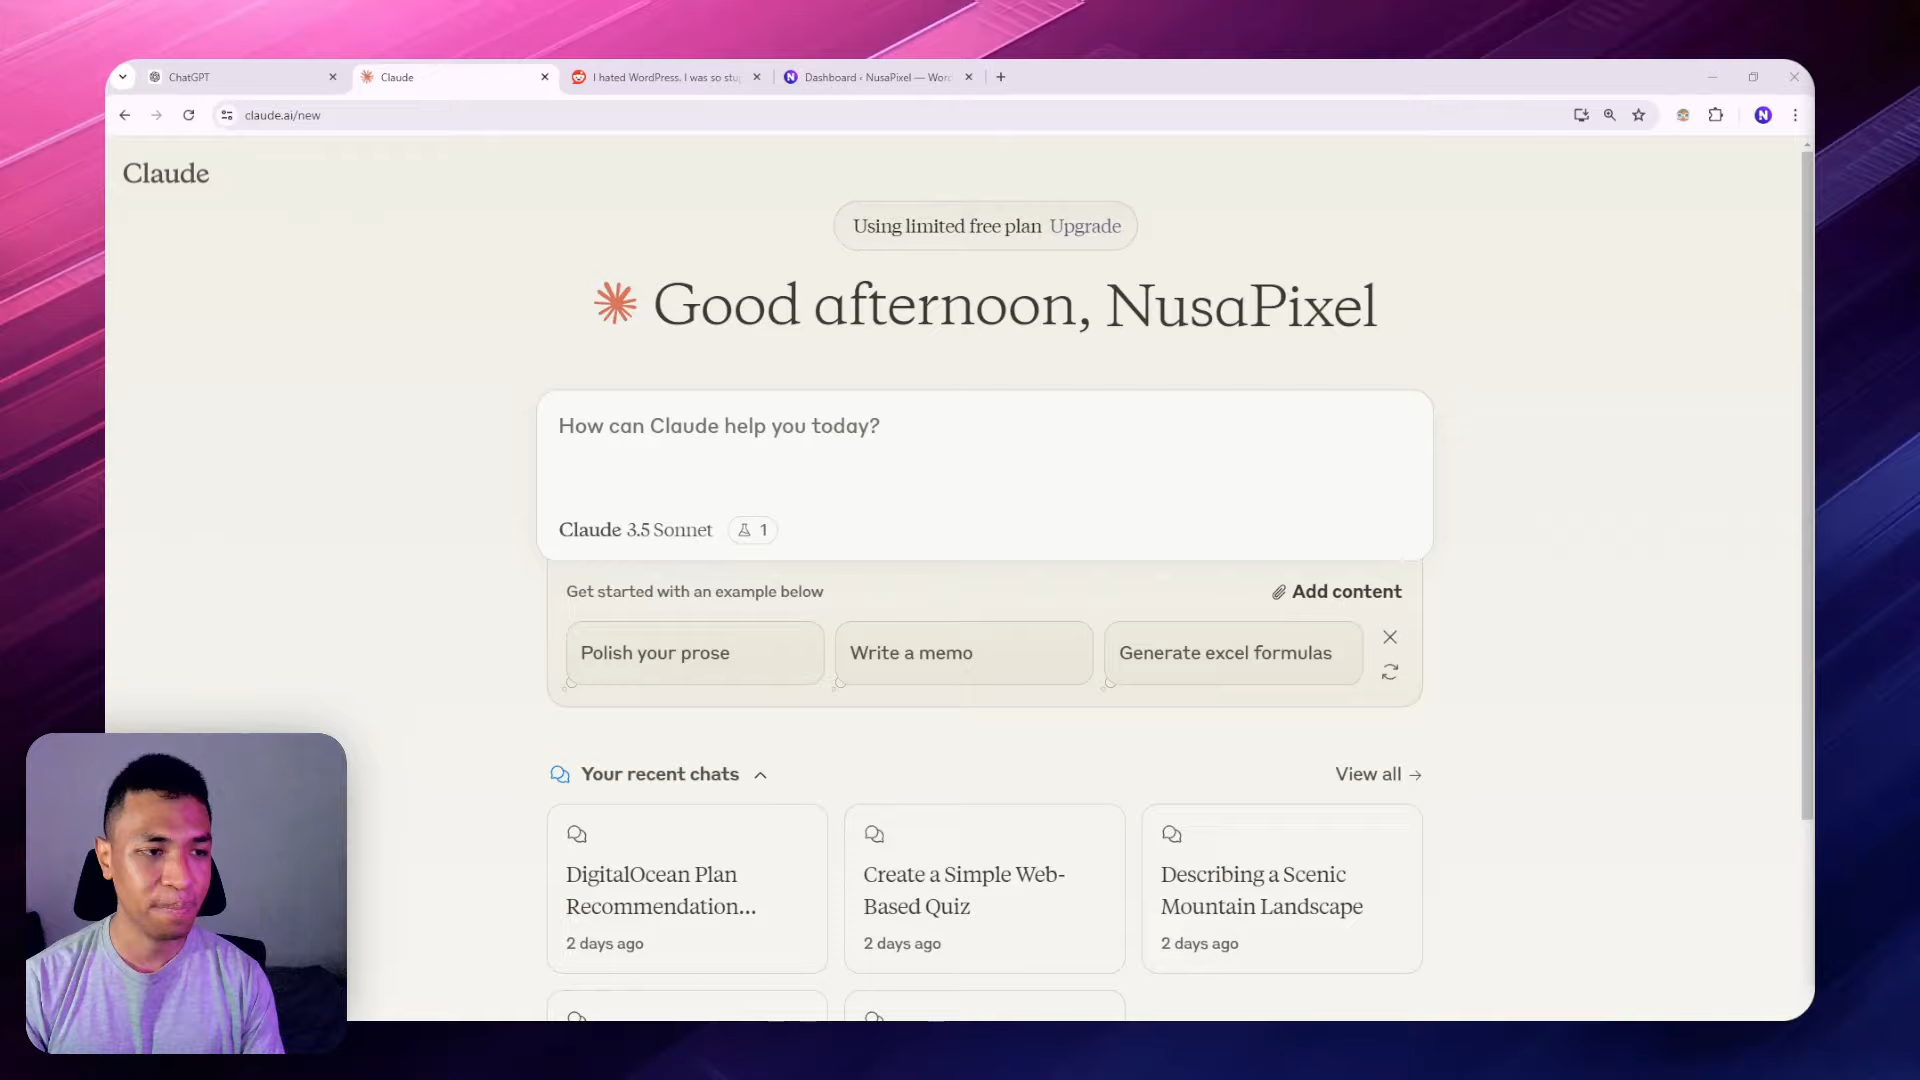 ChatGPT
Claude
I hated WordPress. I was so stu
Dashboard ‹ NusaPixel — Wor
claude.ai/new
N
Claude
Using limited free plan Upgrade
Good afternoon, NusaPixel
How can Claude help you today?
Claude 3.5 Sonnet 1
Get started with an example below
Add content
Polish your prose
Write a memo
Generate excel formulas
Your recent chats
View all →
DigitalOcean Plan
Recommendation...
2 days ago
Create a Simple Web-
Based Quiz
2 days ago
Describing a Scenic
Mountain Landscape
2 days ago